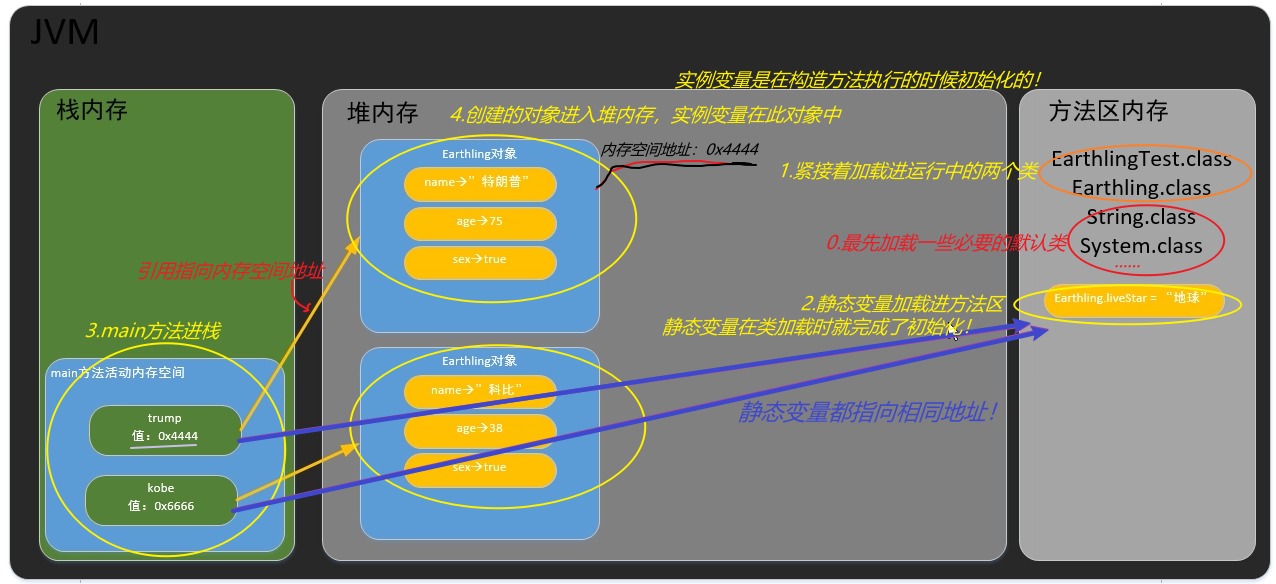 JVM
栈内存
3.main方法进栈
main方法活动内存空间
trump
值：0x4444
kobe
值：0x6666
引用指向内存空间地址
实例变量是在构造方法执行的时候初始化的！
堆内存
4.创建的对象进入堆内存，实例变量在此对象中
Earthling对象
name→”特朗普”
age→75
sex→true
内存空间地址：0x4444
Earthling对象
name→”科比”
age→38
sex→true
1.紧接着加载进运行中的两个类
0.最先加载一些必要的默认类
2.静态变量加载进方法区
静态变量在类加载时就完成了初始化！
静态变量都指向相同地址！
方法区内存
EarthlingTest.class
Earthling.class
String.class
System.class
......
Earthling.liveStar = “地球”